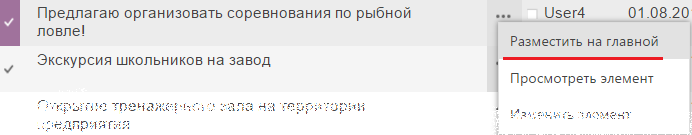 Предлагаю организовать соревнования по рыбной
ловле!
... User4 01.08.20
Экскурсия школьников на завод
Открытие тренажерного зала на территории
предприятия
Разместить на главной
Просмотреть элемент
Изменить элемент